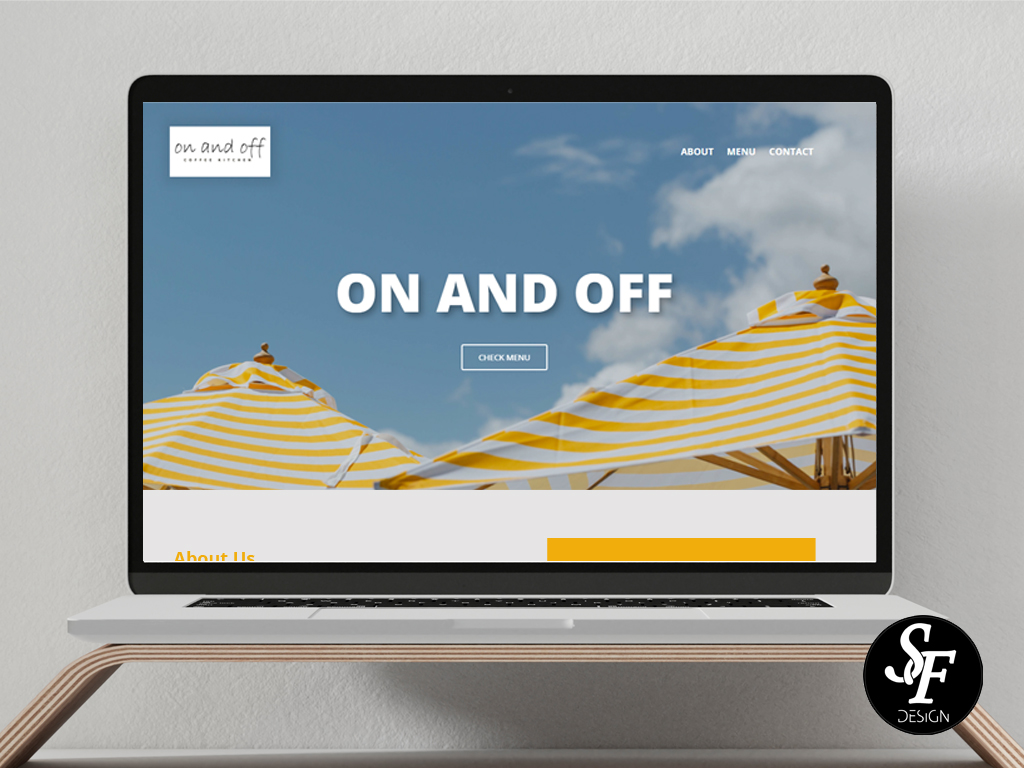 on and off
COFFEE KITCHEN
ABOUT MENU CONTACT
ON AND OFF
CHECK MENU
About Us
SF
DESIGN